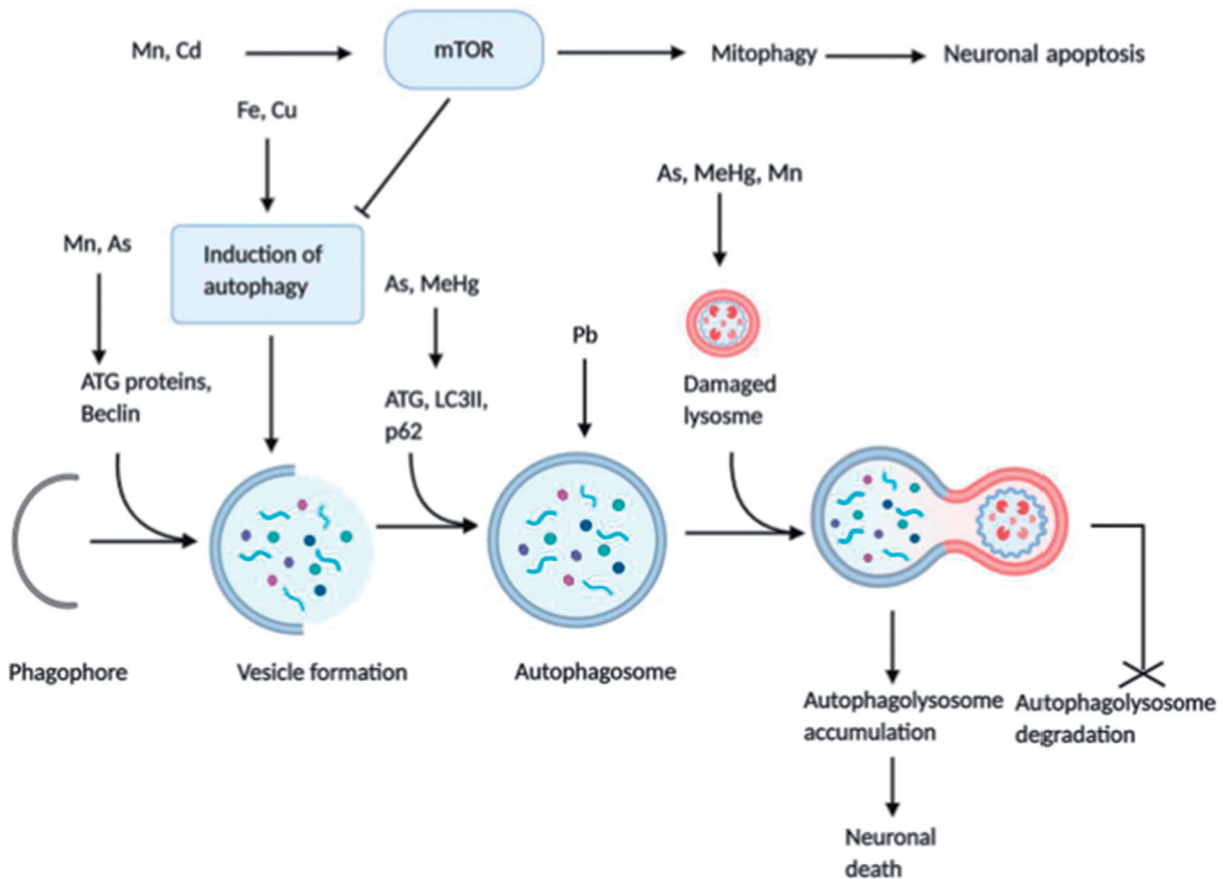 Mn, Cd
mTOR
Mitophagy
Neuronal apoptosis
Fe, Cu
As, MeHg, Mn
Mn, As
Induction of
autophagy
As, MeHg
Pb
ATG proteins,
Beclin
ATG, LC3II,
p62
Damaged
lysosme
Phagophore
Vesicle formation
Autophagosome
Autophagolysosome
accumulation
Autophagolysosome
degradation
Neuronal
death